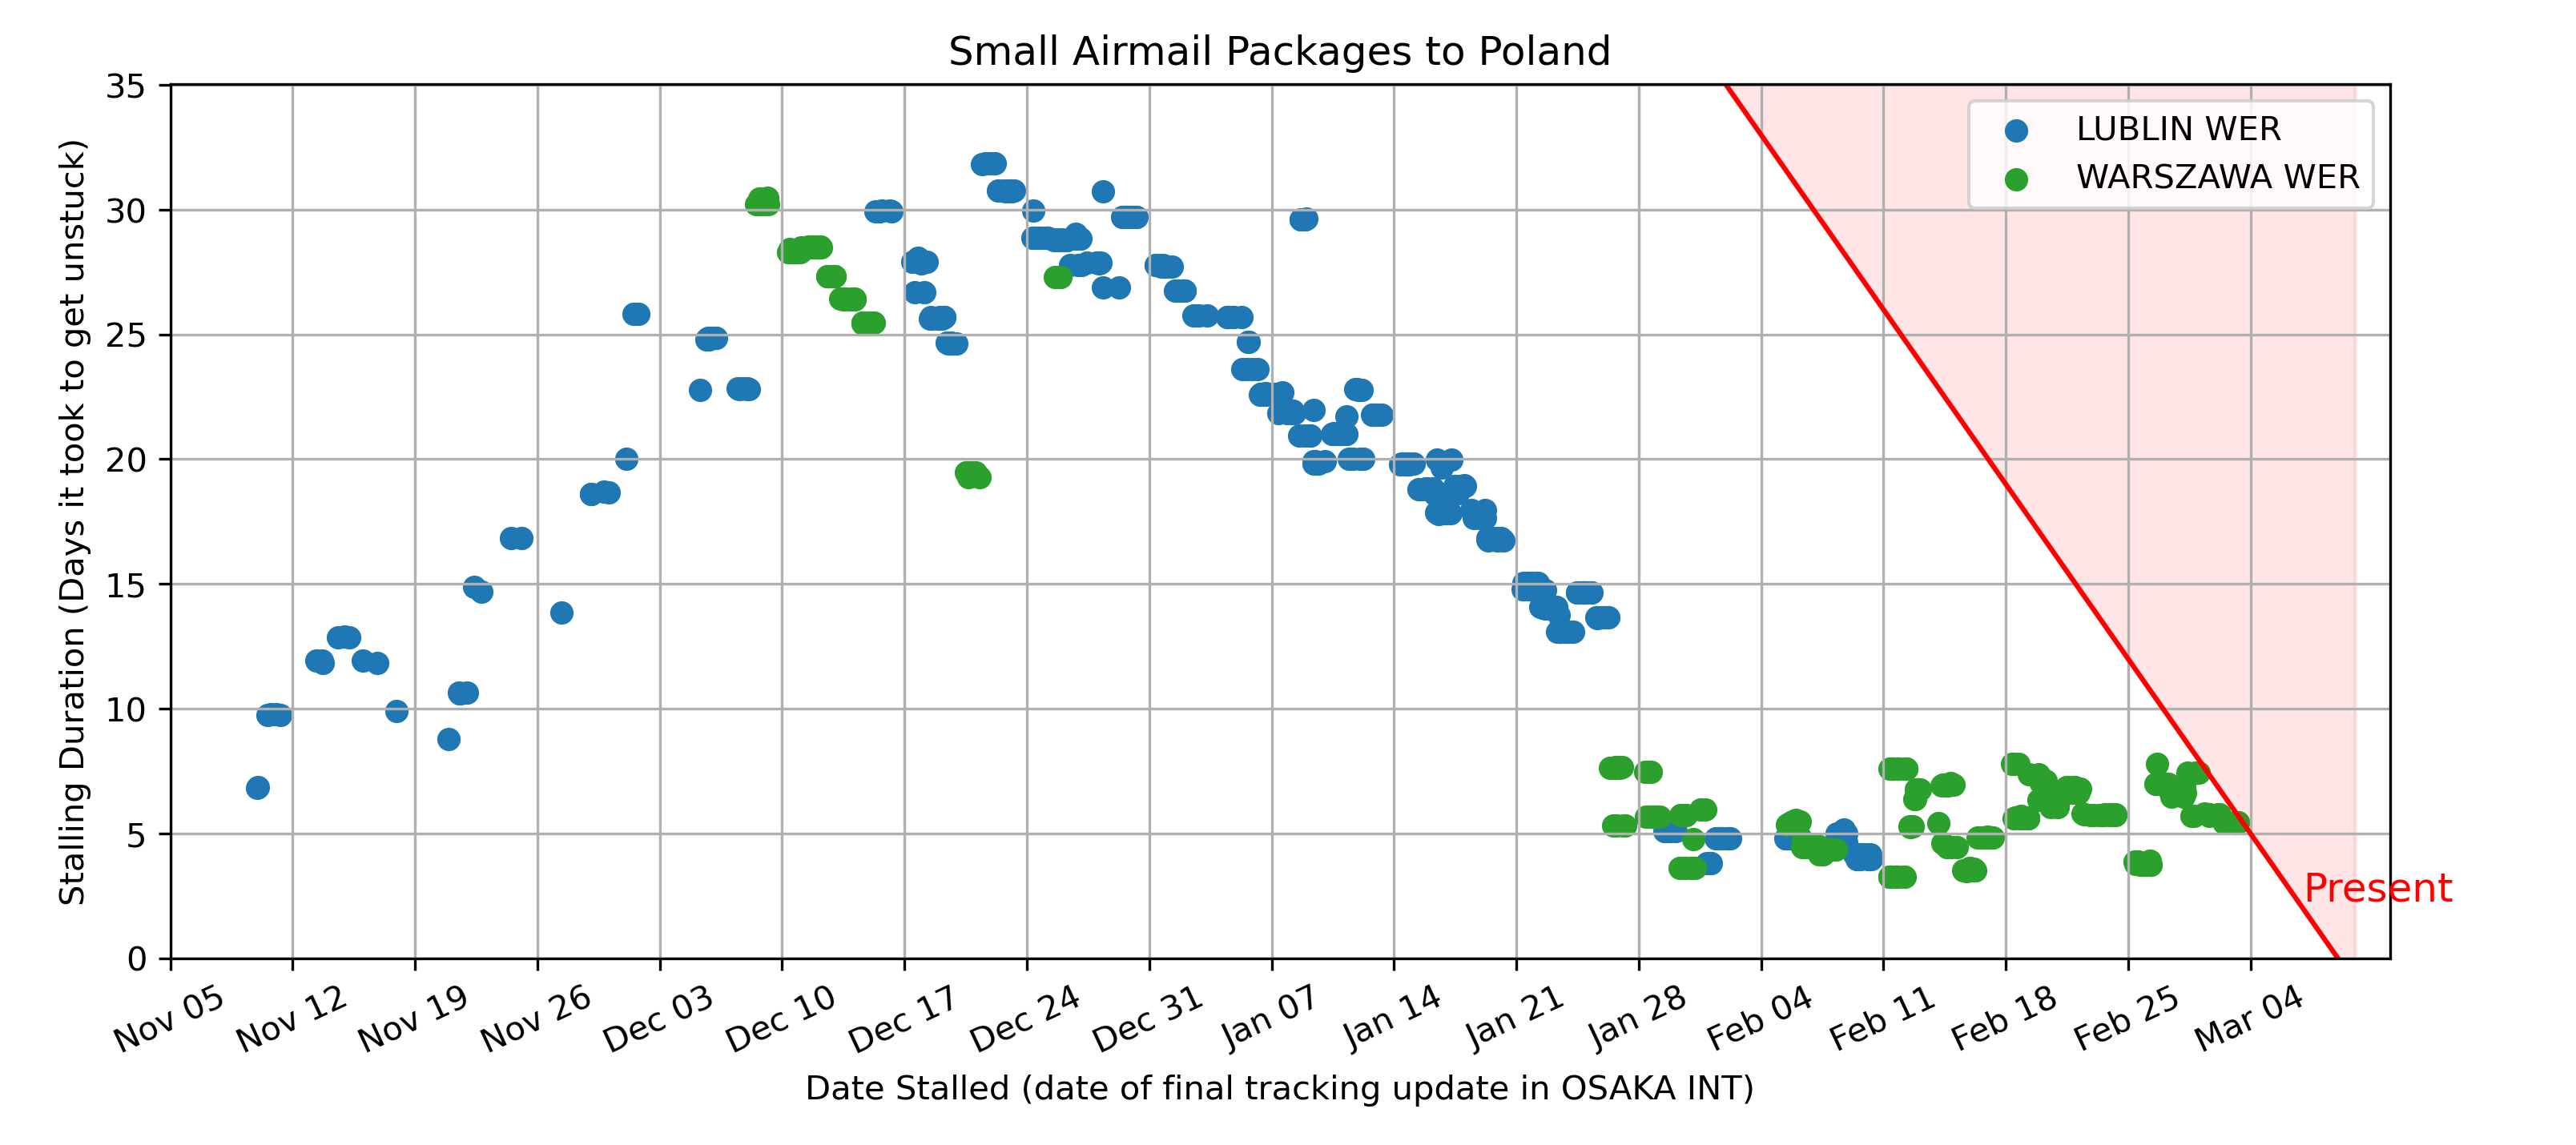 Small Airmail Packages to Poland
Stalling Duration (Days it took to get unstuck)
35
30
25
20
15
10
5
0
LUBLIN WER
WARSZAWA WER
Present
Nov 05
Nov 12
Nov 19
Nov 26
Dec 03
Dec 10
Dec 17
Dec 24
Dec 31
Jan 07
Jan 14
Jan 21
Jan 28
Feb 04
Feb 11
Feb 18
Feb 25
Mar 04
Date Stalled (date of final tracking update in OSAKA INT)